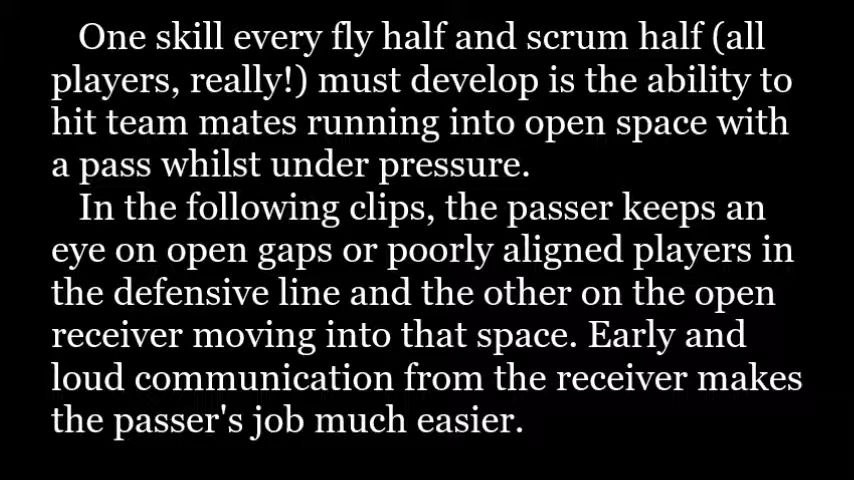 One skill every fly half and scrum half (all
players, really!) must develop is the ability to
hit team mates running into open space with
a pass whilst under pressure.
In the following clips, the passer keeps an
eye on open gaps or poorly aligned players in
the defensive line and the other on the open
receiver moving into that space. Early and
loud communication from the receiver makes
the passer's job much easier.